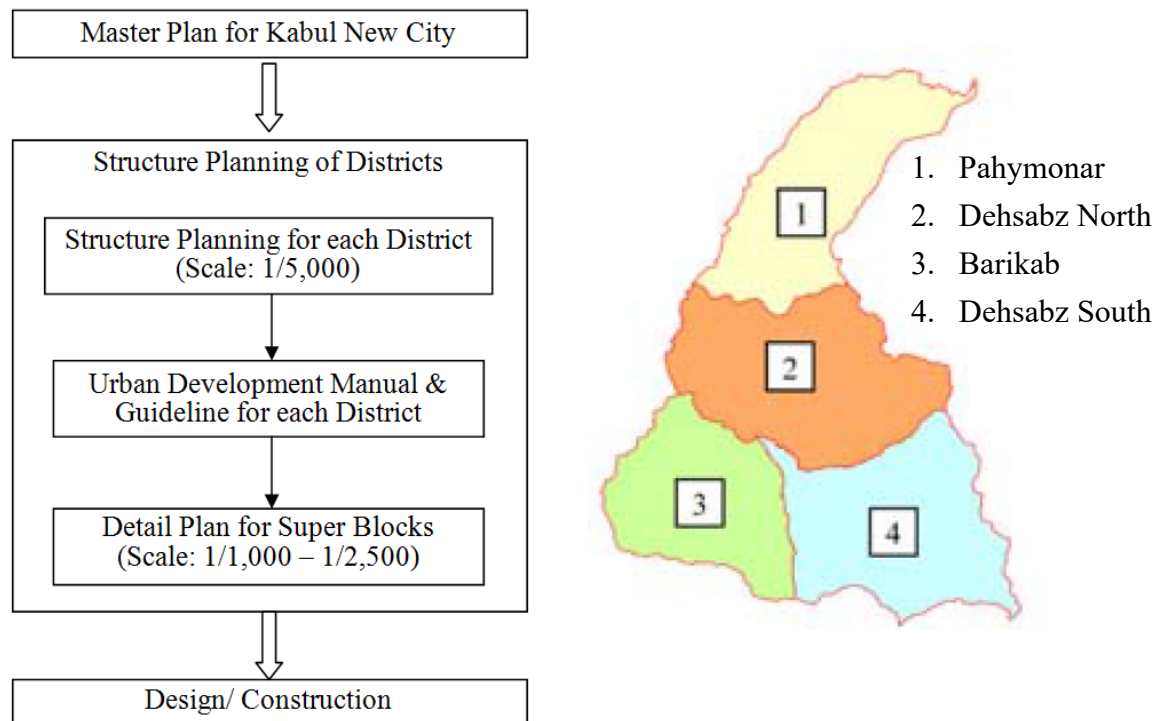 Master Plan for Kabul New City
Structure Planning of Districts
Structure Planning for each District
(Scale: 1/5,000)
Urban Development Manual &
Guideline for each District
Detail Plan for Super Blocks
(Scale: 1/1,000 – 1/2,500)
Design/ Construction
1
2
3
4
1. Pahymonar
2. Dehsabz North
3. Barikab
4. Dehsabz South